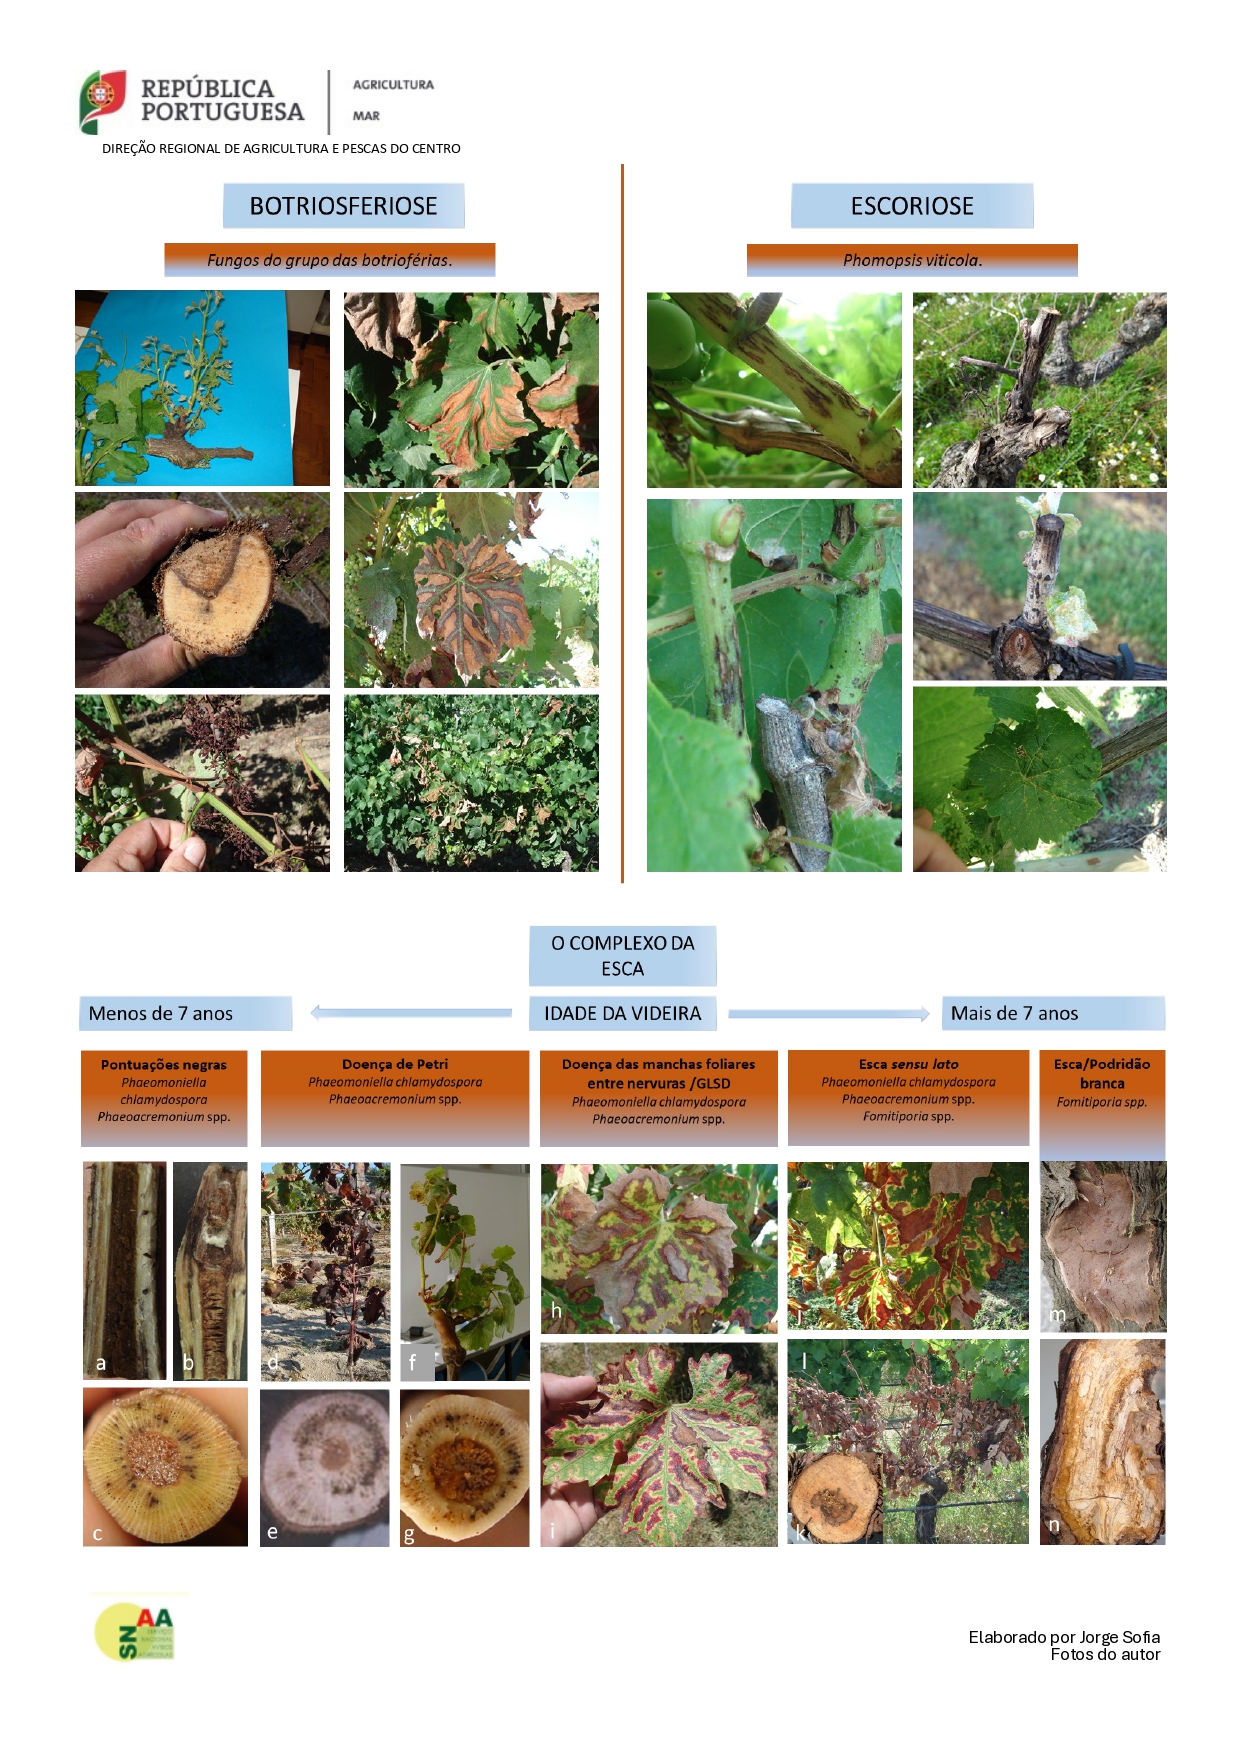 REPÚBLICA
PORTUGUESA
AGRICULTURA
MAR
DIREÇÃO REGIONAL DE AGRICULTURA E PESCAS DO CENTRO
BOTRIOSFERIOSE
Fungos do grupo das botrioférias.
ESCORIOSE
Phomopsis viticola.
O COMPLEXO DA
ESCA
Menos de 7 anos
IDADE DA VIDEIRA
Mais de 7 anos
Pontuações negras
Phaeomoniella
chlamydospora
Phaeoacremonium spp.
Doença de Petri
Phaeomoniella chlamydospora
Phaeoacremonium spp.
Doença das manchas foliares
entre nervuras /GLSD
Phaeomoniella chlamydospora
Phaeoacremonium spp.
Esca sensu lato
Phaeomoniella chlamydospora
Phaeoacremonium spp.
Fomitiporia spp.
Esca/Podridão
branca
Fomitiporia spp.
a
b
c
d
e
f
g
h
i
j
l
k
m
n
SNAA
Elaborado por Jorge Sofia
Fotos do autor